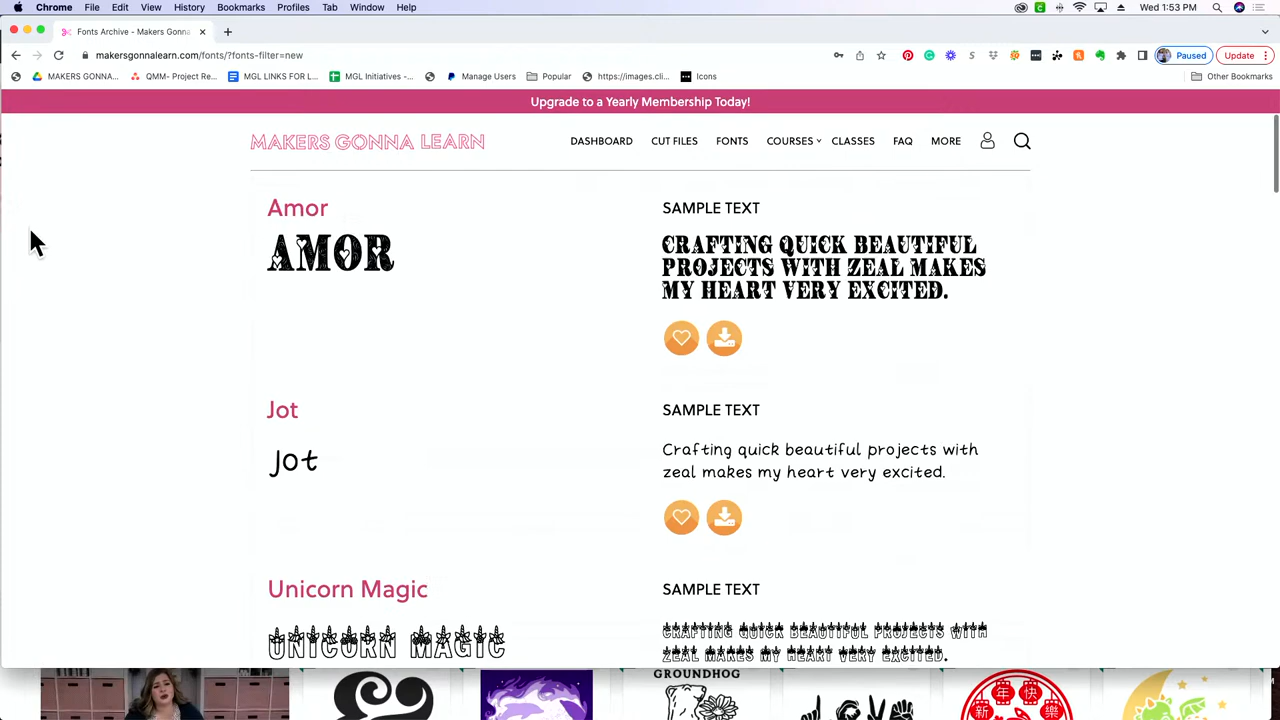 Chrome File Edit View History Bookmarks Profiles Tab Window Help Wed 1:53 PM
Fonts Archive - Makers Gonna
makersgonnalearn.com/fonts/?fonts-filter=new Paused Update
MAKERS GONNA... QMM- Project Re... MGL LINKS FOR L... MGL Initiatives -... Manage Users Popular https://images.cli... Icons Other Bookmarks
Upgrade to a Yearly Membership Today!
MAKERS GONNA LEARN DASHBOARD CUT FILES FONTS COURSES CLASSES FAQ MORE
Amor
AMOR
SAMPLE TEXT
CRAFTING QUICK BEAUTIFUL
PROJECTS WITH ZEAL MAKES
MY HEART VERY EXCITED.
Jot
Jot
SAMPLE TEXT
Crafting quick beautiful projects with
zeal makes my heart very excited.
Unicorn Magic
UNICORN MAGIC
SAMPLE TEXT
CRAFTING QUICK BEAUTIFUL PROJECTS WITH
ZEAL MAKES MY HEART VERY EXCITED.
&
GROUNDHOG
年快
新樂